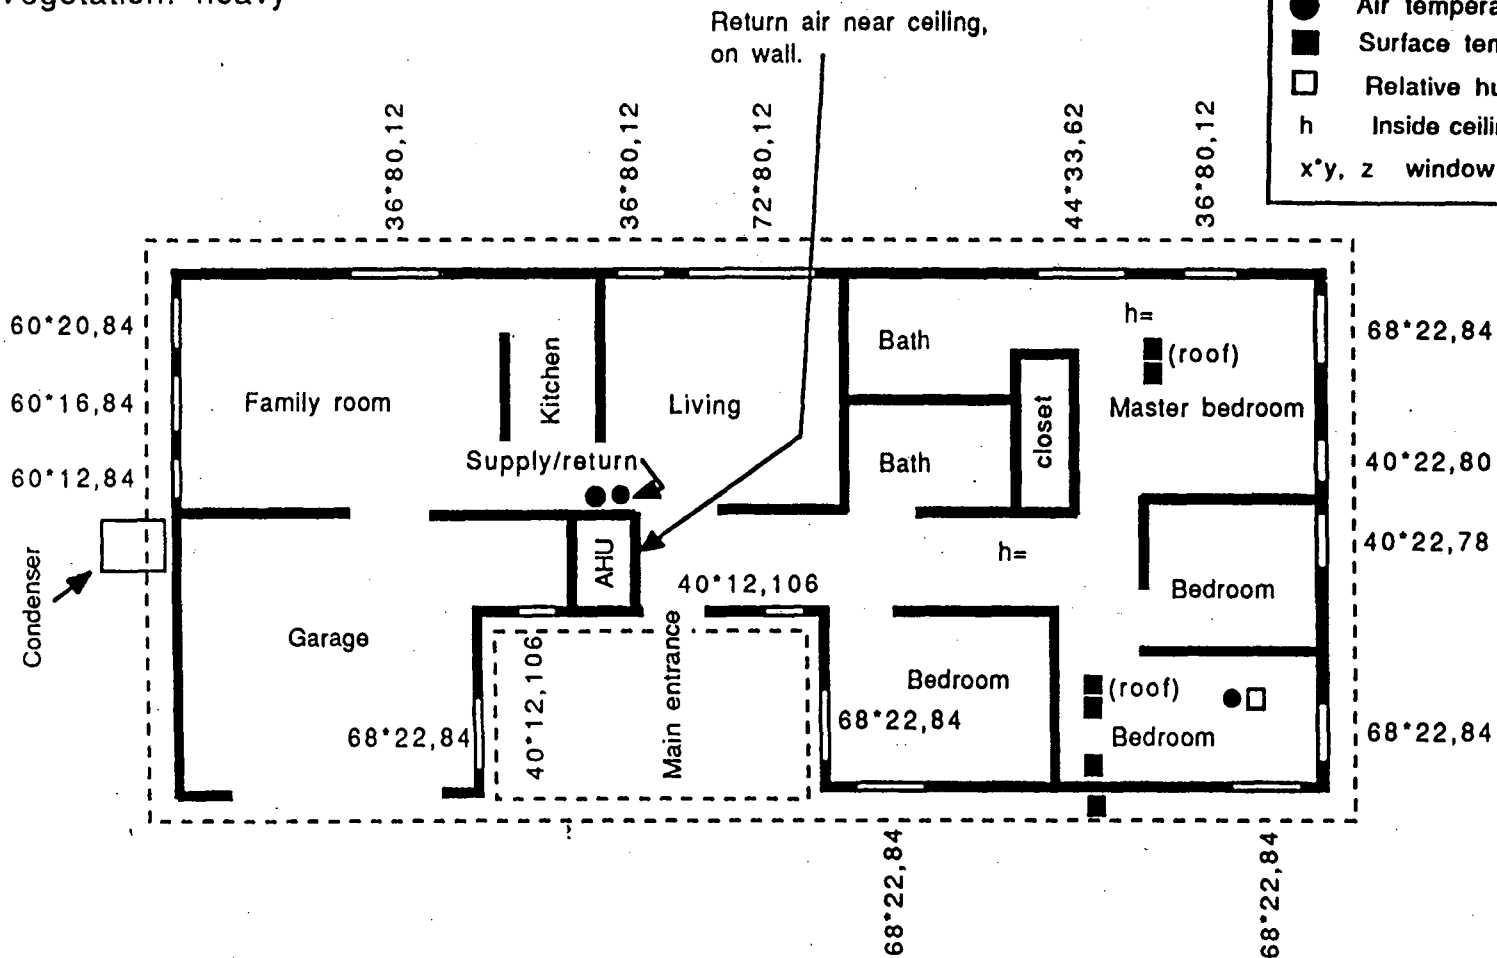 vegetation: heavy
Return air near ceiling,
on wall.
Air tempera
Surface ten
Relative hu
h Inside ceili
x*y, z window
36*80,12
36*80,12
72*80,12
44*33,62
36*80,12
60*20,84
60*16,84
60*12,84
Family room
Kitchen
Living
Bath
Bath
closet
h=
(roof)
Master bedroom
68*22,84
40*22,80
40*22,78
Supply/return
AHU
h=
Bedroom
Condenser
Garage
40*12,106
40*12,106
Main entrance
68*22,84
68*22,84
Bedroom
(roof)
Bedroom
68*22,84
68*22,84
68*22,84